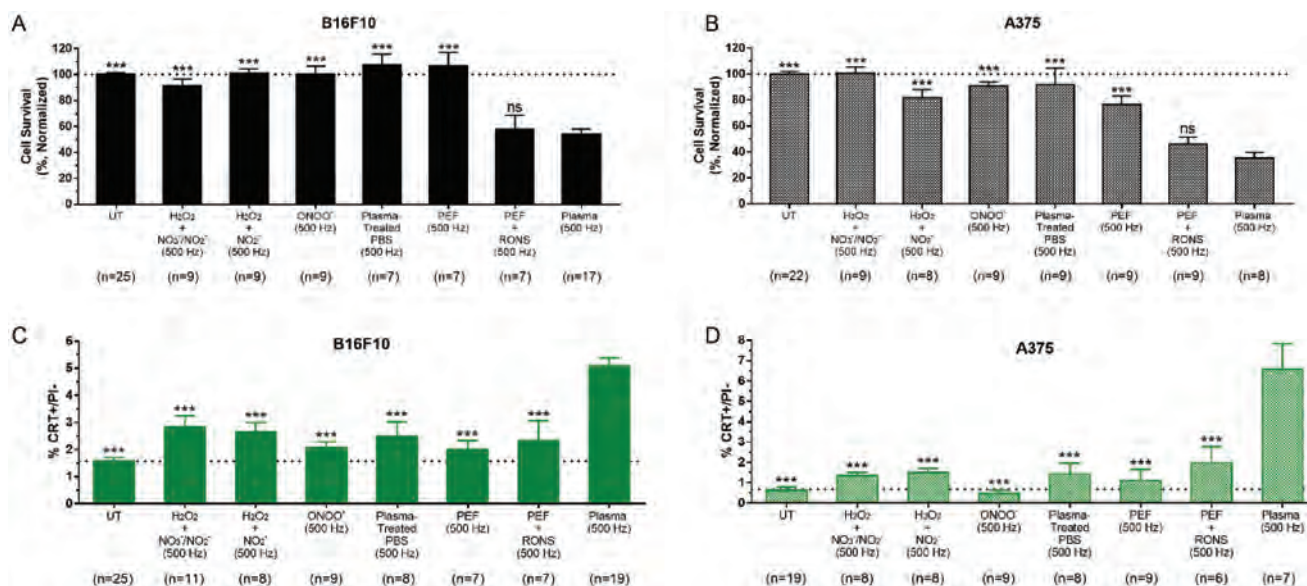 A
B16F10
Cell Survival
(%, Normalized)
120
100
80
60
40
20
0
***
***
***
***
***
***
ns
UT
H₂O₂
+
NO₃⁻/NO₂⁻
(500 Hz)
H₂O₂
+
NO₂⁻
(500 Hz)
ONOO⁻
(500 Hz)
Plasma-
Treated
PBS
(500 Hz)
PEF
(500 Hz)
PEF
+
RONS
(500 Hz)
Plasma
(500 Hz)
(n=25)
(n=9)
(n=9)
(n=9)
(n=7)
(n=7)
(n=7)
(n=17)
B
A375
Cell Survival
(%, Normalized)
120
100
80
60
40
20
0
***
***
***
***
***
***
ns
UT
H₂O₂
+
NO₃⁻/NO₂⁻
(500 Hz)
H₂O₂
+
NO₂⁻
(500 Hz)
ONOO⁻
(500 Hz)
Plasma-
Treated
PBS
(500 Hz)
PEF
(500 Hz)
PEF
+
RONS
(500 Hz)
Plasma
(500 Hz)
(n=22)
(n=9)
(n=8)
(n=9)
(n=9)
(n=9)
(n=9)
(n=8)
C
B16F10
% CRT+/PI-
6
5
4
3
2
1
0
***
***
***
***
***
***
***
UT
H₂O₂
+
NO₃⁻/NO₂⁻
(500 Hz)
H₂O₂
+
NO₂⁻
(500 Hz)
ONOO⁻
(500 Hz)
Plasma-
Treated
PBS
(500 Hz)
PEF
(500 Hz)
PEF
+
RONS
(500 Hz)
Plasma
(500 Hz)
(n=25)
(n=11)
(n=8)
(n=9)
(n=8)
(n=7)
(n=7)
(n=19)
D
A375
% CRT+/PI-
8
7
6
5
4
3
2
1
0
***
***
***
***
***
***
***
UT
H₂O₂
+
NO₃⁻/NO₂⁻
(500 Hz)
H₂O₂
+
NO₂⁻
(500 Hz)
ONOO⁻
(500 Hz)
Plasma-
Treated
PBS
(500 Hz)
PEF
(500 Hz)
PEF
+
RONS
(500 Hz)
Plasma
(500 Hz)
(n=19)
(n=8)
(n=8)
(n=9)
(n=8)
(n=9)
(n=6)
(n=7)